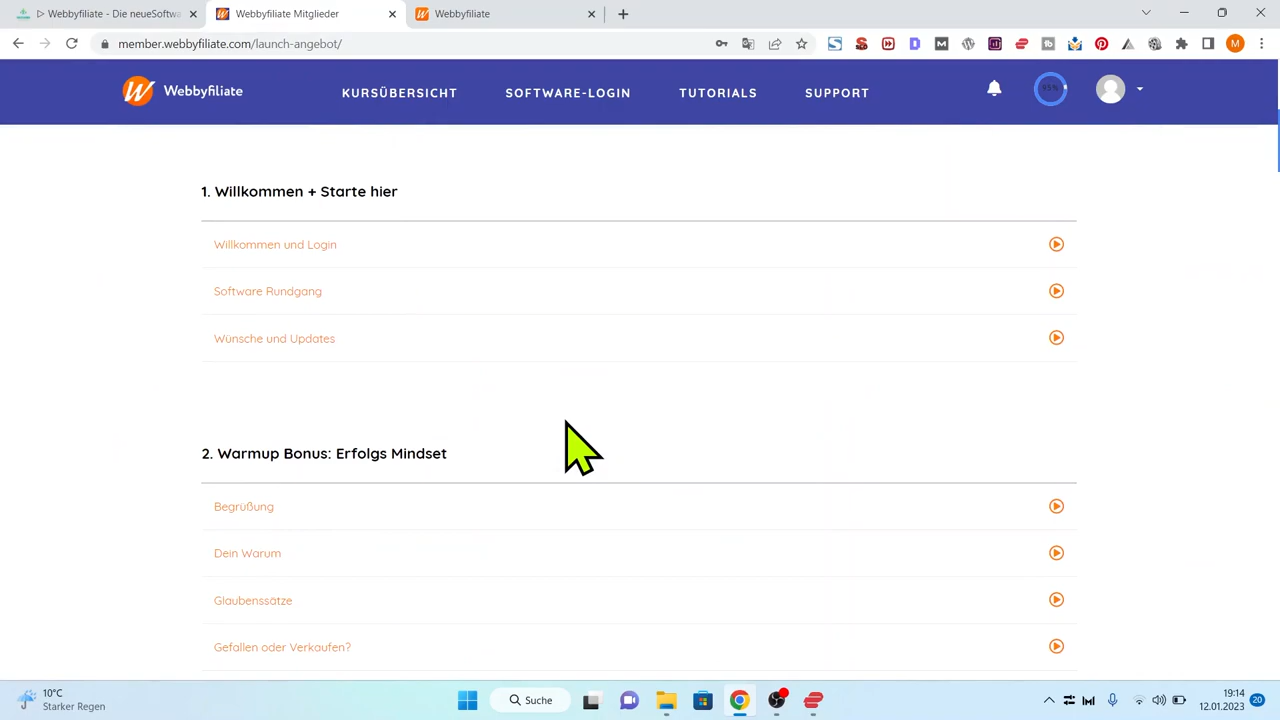 ▷ Webbyfiliate - Die neueSoftwa
Webbyfiliate Mitglieder
Webbyfiliate
member.webbyfiliate.com/launch-angebot/
M
Webbyfiliate
KURSÜBERSICHT
SOFTWARE-LOGIN
TUTORIALS
SUPPORT
1. Willkommen + Starte hier
Willkommen und Login
Software Rundgang
Wünsche und Updates
2. Warmup Bonus: Erfolgs Mindset
Begrüßung
Dein Warum
Glaubenssätze
Gefallen oder Verkaufen?
10°C
Starker Regen
Suche
19:14
12.01.2023
20